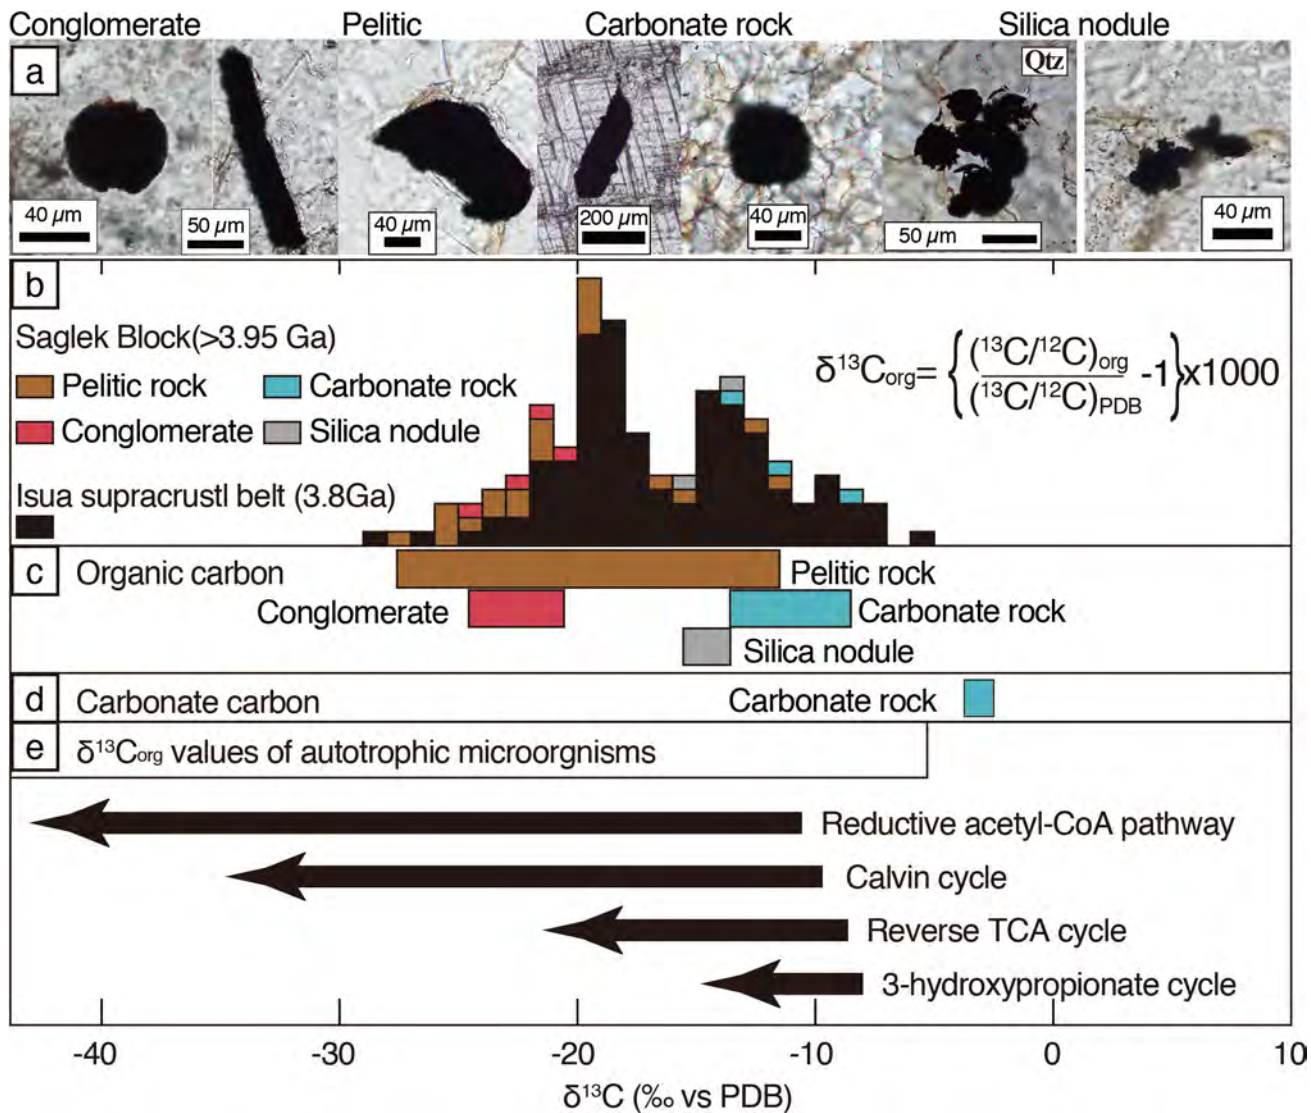 Conglomerate Pelitic Carbonate rock Silica nodule
a
Qtz
40 µm
50 µm
40 µm
200 µm
40 µm
50 µm
40 µm
b
Saglek Block(>3.95 Ga)
Pelitic rock Carbonate rock
Conglomerate Silica nodule
Isua supracrustl belt (3.8Ga)
δ¹³Corg= { (¹³C/¹²C)org / (¹³C/¹²C)PDB -1 } x1000
c Organic carbon
Pelitic rock
Conglomerate
Carbonate rock
Silica nodule
d Carbonate carbon
Carbonate rock
e δ¹³Corg values of autotrophic microorgnisms
Reductive acetyl-CoA pathway
Calvin cycle
Reverse TCA cycle
3-hydroxypropionate cycle
-40 -30 -20 -10 0 10
δ¹³C (‰ vs PDB)